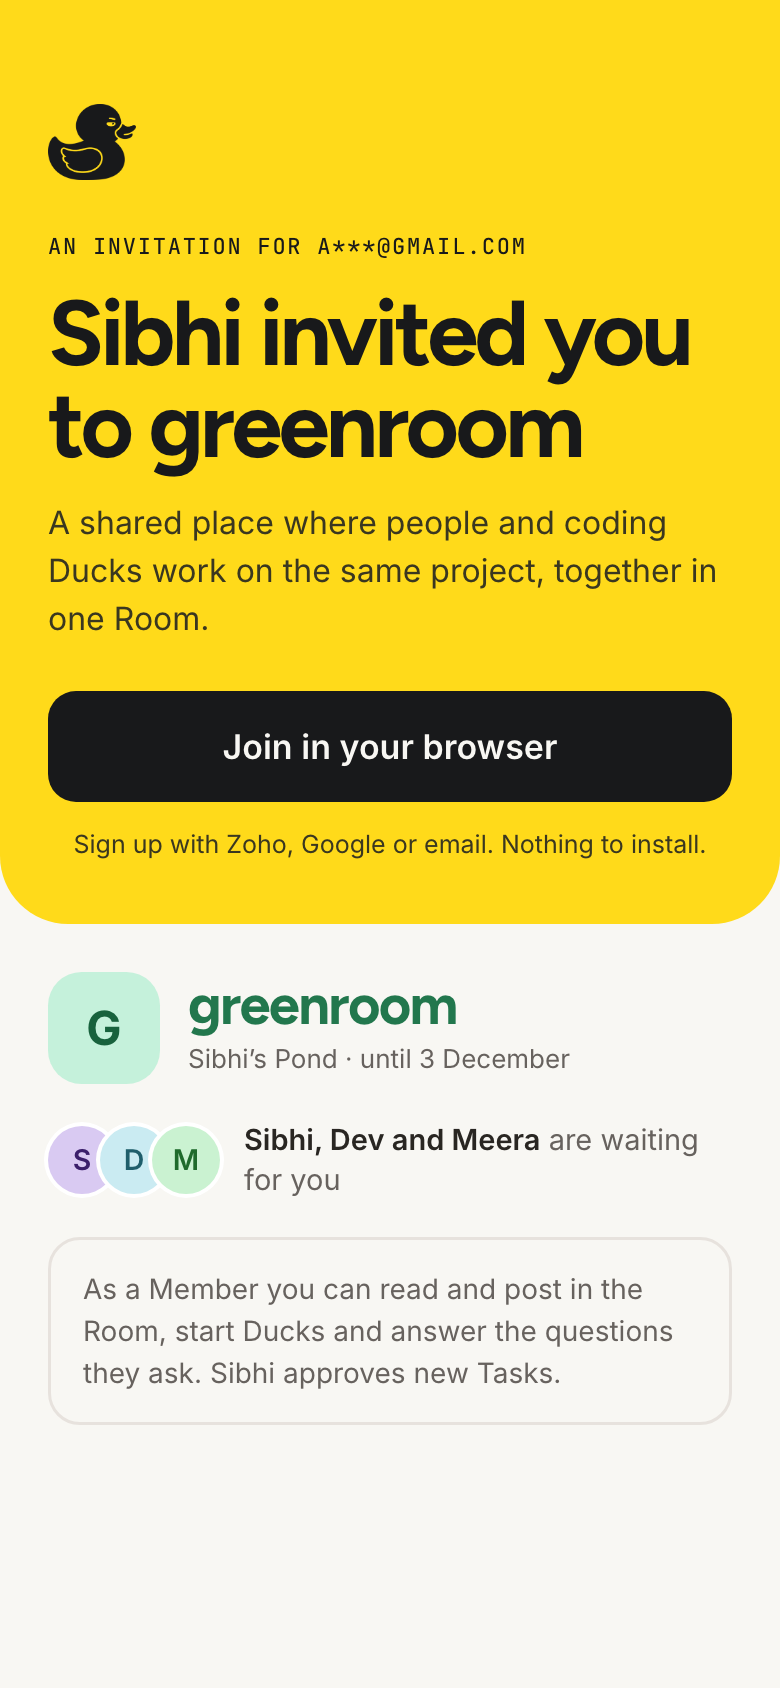 AN INVITATION FOR A***@GMAIL.COM
Sibhi invited you
to greenroom
A shared place where people and coding
Ducks work on the same project, together in
one Room.
Join in your browser
Sign up with Zoho, Google or email. Nothing to install.
G
greenroom
Sibhi’s Pond · until 3 December
S D M
Sibhi, Dev and Meera are waiting
for you
As a Member you can read and post in the
Room, start Ducks and answer the questions
they ask. Sibhi approves new Tasks.